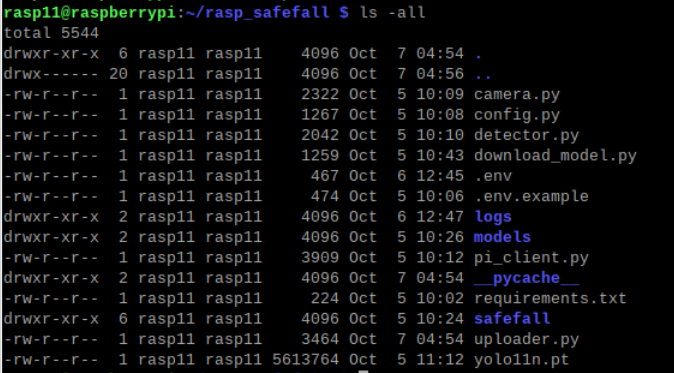 rasp11@raspberrypi:~/rasp_safefall $ ls -all
total 5544
drwxr-xr-x  6 rasp11 rasp11    4096 Oct  7 04:54 .
drwx------ 20 rasp11 rasp11    4096 Oct  7 04:56 ..
-rw-r--r--  1 rasp11 rasp11    2322 Oct  5 10:09 camera.py
-rw-r--r--  1 rasp11 rasp11    1267 Oct  5 10:08 config.py
-rw-r--r--  1 rasp11 rasp11    2042 Oct  5 10:10 detector.py
-rw-r--r--  1 rasp11 rasp11    1259 Oct  5 10:43 download_model.py
-rw-r--r--  1 rasp11 rasp11     467 Oct  6 12:45 .env
-rw-r--r--  1 rasp11 rasp11     474 Oct  5 10:06 .env.example
drwxr-xr-x  2 rasp11 rasp11    4096 Oct  6 12:47 logs
drwxr-xr-x  2 rasp11 rasp11    4096 Oct  5 10:26 models
-rw-r--r--  1 rasp11 rasp11    3909 Oct  5 10:12 pi_client.py
drwxr-xr-x  2 rasp11 rasp11    4096 Oct  7 04:54 __pycache__
-rw-r--r--  1 rasp11 rasp11     224 Oct  5 10:02 requirements.txt
drwxr-xr-x  6 rasp11 rasp11    4096 Oct  5 10:24 safefall
-rw-r--r--  1 rasp11 rasp11    3464 Oct  7 04:54 uploader.py
-rw-r--r--  1 rasp11 rasp11 5613764 Oct  5 11:12 yolo11n.pt